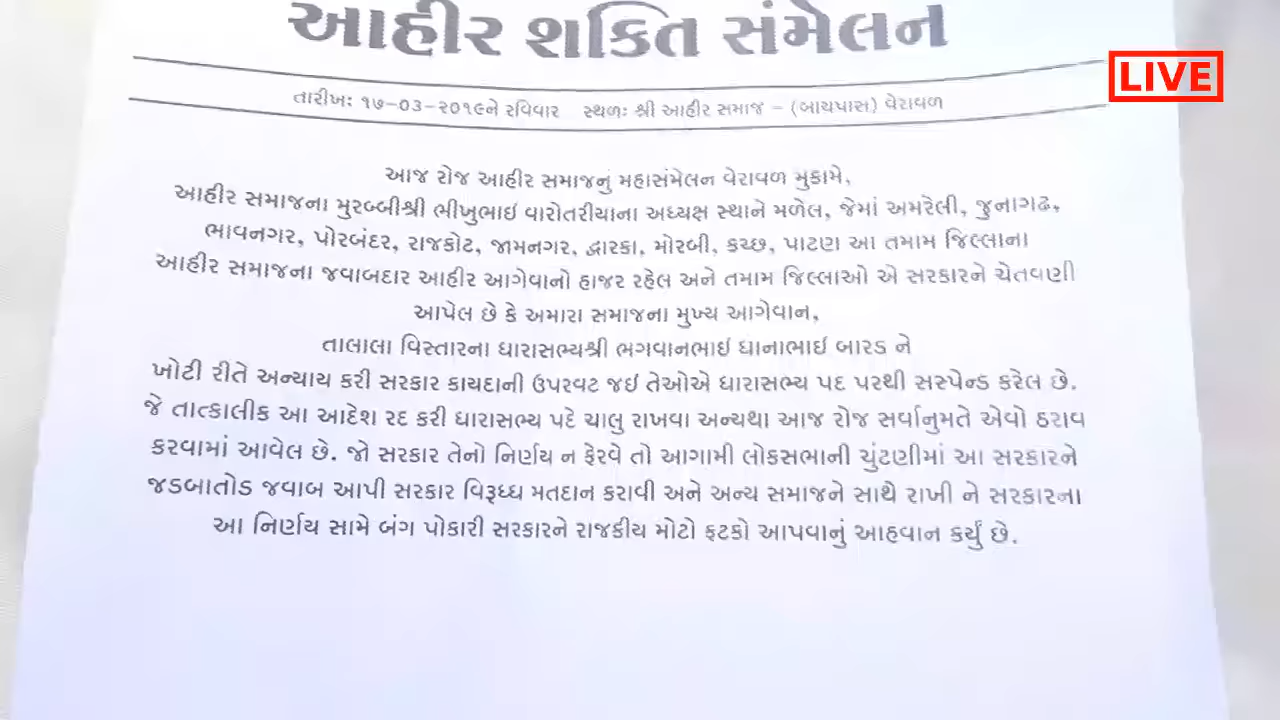 આહીર શક્તિ સંમેલન
LIVE
તારીખઃ ૧૭-૦૩-૨૦૧૯ને રવિવાર સ્થળઃ શ્રી આહીર સમાજ - (બાયપાસ) વેરાવળ
આજ રોજ આહીર સમાજનું મહાસંમેલન વેરાવળ મુકામે,
આહીર સમાજના મુરબ્બીશ્રી ભીખુભાઇ વારોતરીયાના અધ્યક્ષ સ્થાને મળેલ, જેમાં અમરેલી, જુનાગઢ,
ભાવનગર, પોરબંદર, રાજકોટ, જામનગર, દ્વારકા, મોરબી, કચ્છ, પાટણ આ તમામ જિલ્લાના
આહીર સમાજના જવાબદાર આહીર આગેવાનો હાજર રહેલ અને તમામ જિલ્લાઓ એ સરકારને ચેતવણી
આપેલ છે કે અમારા સમાજના મુખ્ય આગેવાન,
તાલાલા વિસ્તારના ધારાસભ્યશ્રી ભગવાનભાઇ ધાનાભાઇ બારડ ને
ખોટી રીતે અન્યાય કરી સરકાર કાયદાની ઉપરવટ જઇ તેઓએ ધારાસભ્ય પદ પરથી સસ્પેન્ડ કરેલ છે.
જે તાત્કાલીક આ આદેશ રદ કરી ધારાસભ્ય પદે ચાલુ રાખવા અન્યથા આજ રોજ સર્વાનુમતે એવો ઠરાવ
કરવામાં આવેલ છે. જો સરકાર તેનો નિર્ણય ન ફેરવે તો આગામી લોકસભાની ચુંટણીમાં આ સરકારને
જડબાતોડ જવાબ આપી સરકાર વિરૂધ્ધ મતદાન કરાવી અને અન્ય સમાજને સાથે રાખી ને સરકારના
આ નિર્ણય સામે બંગ પોકારી સરકારને રાજકીય મોટો ફટકો આપવાનું આહવાન કર્યું છે.